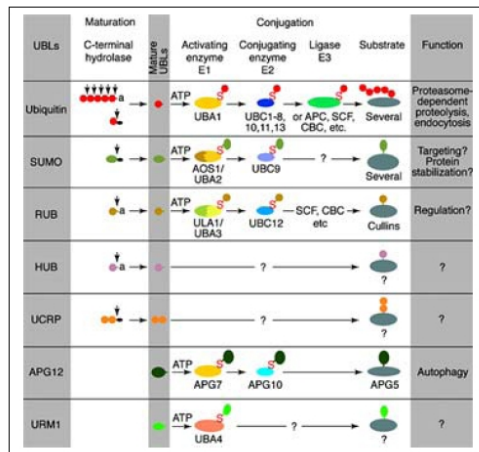 Maturation
Conjugation
UBLs
C-terminal
hydrolase
Mature
UBLs
Activating
enzyme
E1
Conjugating
enzyme
E2
Ligase
E3
Substrate
Function
Ubiquitin
a
ATP
S
UBA1
S
UBC1-8,
10,11,13
S
or APC, SCF,
CBC, etc.
Several
Proteasome-
dependent
proteolysis,
endocytosis
SUMO
ATP
S
AOS1/
UBA2
S
UBC9
?
Several
Targeting?
Protein
stabilization?
RUB
a
ATP
S
ULA1/
UBA3
S
UBC12
SCF, CBC
etc
Cullins
Regulation?
HUB
a
?
?
?
UCRP
?
?
?
APG12
ATP
S
APG7
S
APG10
APG5
Autophagy
URM1
ATP
S
UBA4
?
?
?